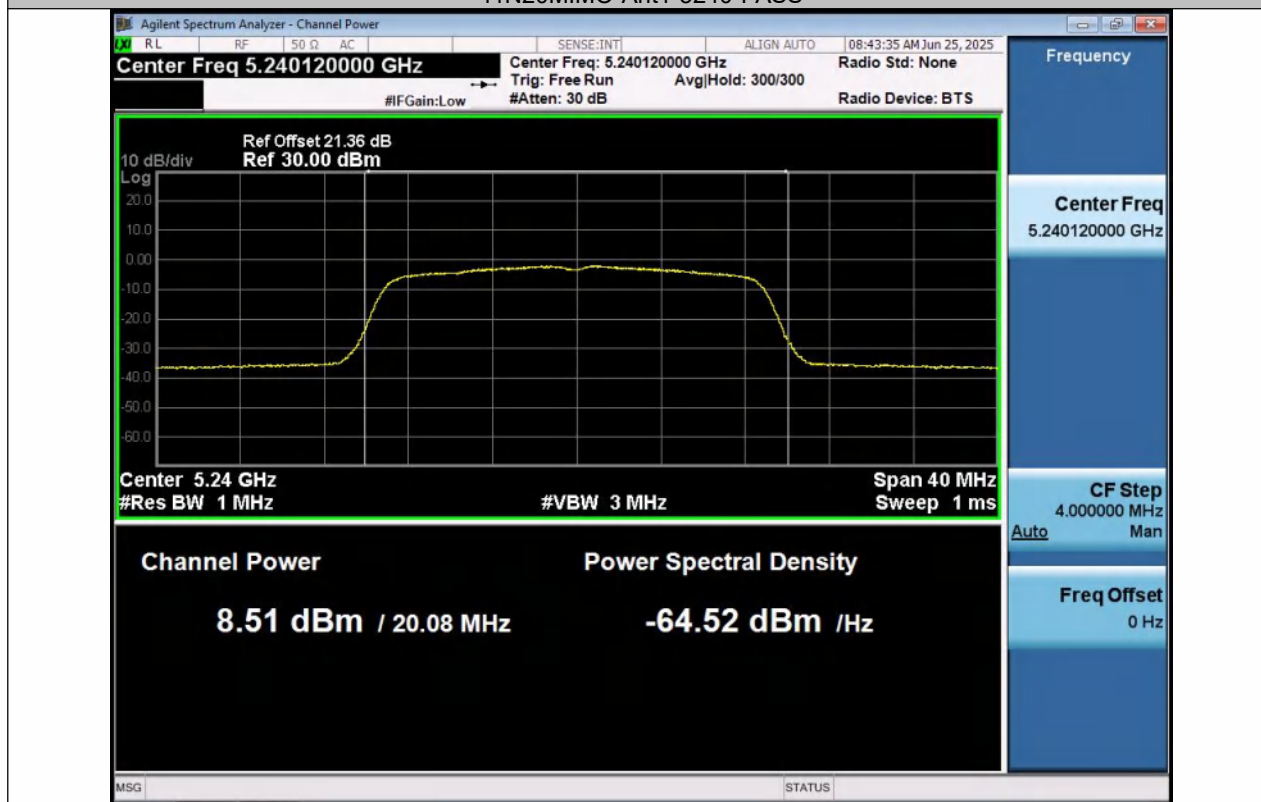 Agilent Spectrum Analyzer - Channel Power
LXI RL RF 50 Ω AC SENSE:INT ALIGN AUTO 08:43:35 AM Jun 25, 2025
Center Freq 5.240120000 GHz
Center Freq: 5.240120000 GHz
Radio Std: None
Trig: Free Run Avg|Hold: 300/300
#IFGain:Low #Atten: 30 dB
Radio Device: BTS
Frequency
Ref Offset 21.36 dB
10 dB/div Ref 30.00 dBm
Log
20.0
10.0
0.00
-10.0
-20.0
-30.0
-40.0
-50.0
-60.0
Center 5.24 GHz Span 40 MHz
#Res BW 1 MHz #VBW 3 MHz Sweep 1 ms
Channel Power Power Spectral Density
8.51 dBm / 20.08 MHz -64.52 dBm /Hz
Center Freq
5.240120000 GHz
CF Step
4.000000 MHz
Auto Man
Freq Offset
0 Hz
MSG STATUS